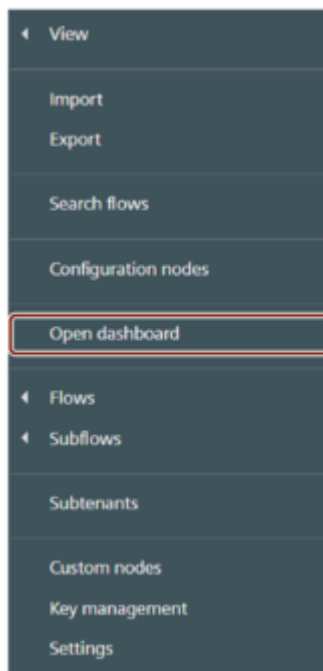 View
Import
Export
Search flows
Configuration nodes
Open dashboard
Flows
Subflows
Subtenants
Custom nodes
Key management
Settings